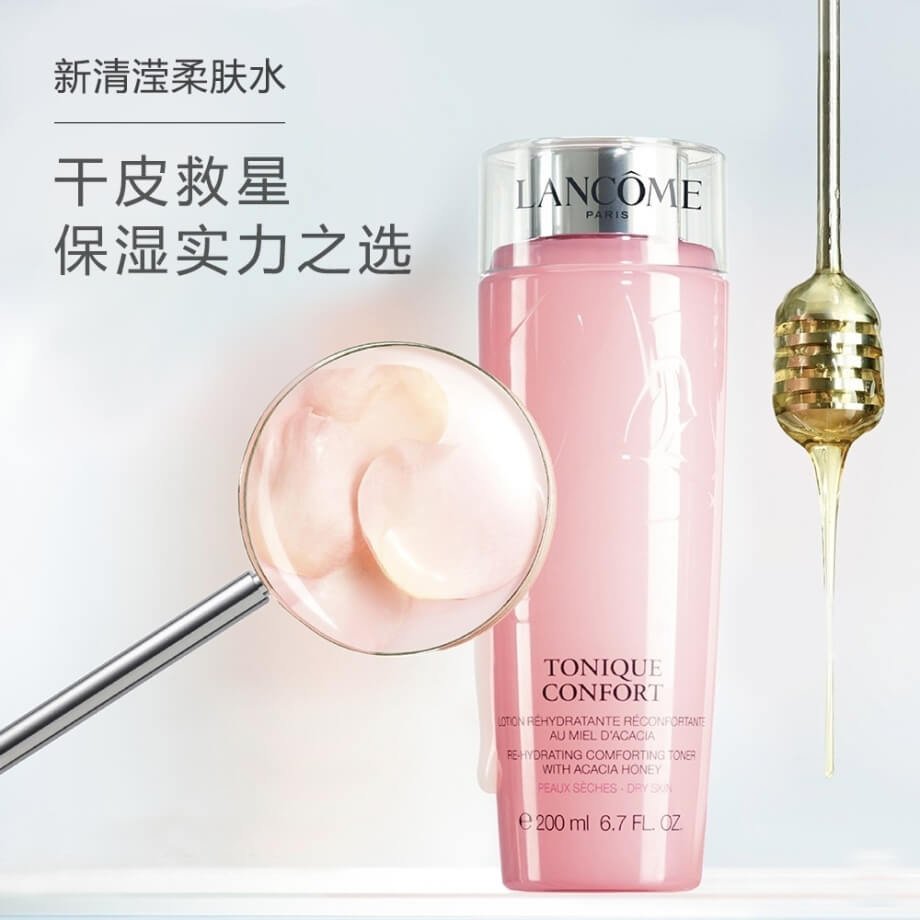 新清滢柔肤水
干皮救星
保湿实力之选
LANCÔME
PARIS
TONIQUE
CONFORT
LOTION RÉHYDRATANTE RÉCONFORTANTE
AU MIEL D'ACACIA
RE-HYDRATING COMFORTING TONER
WITH ACACIA HONEY
PEAUX SÈCHES - DRY SKIN
e 200 ml 6.7 FL. OZ.